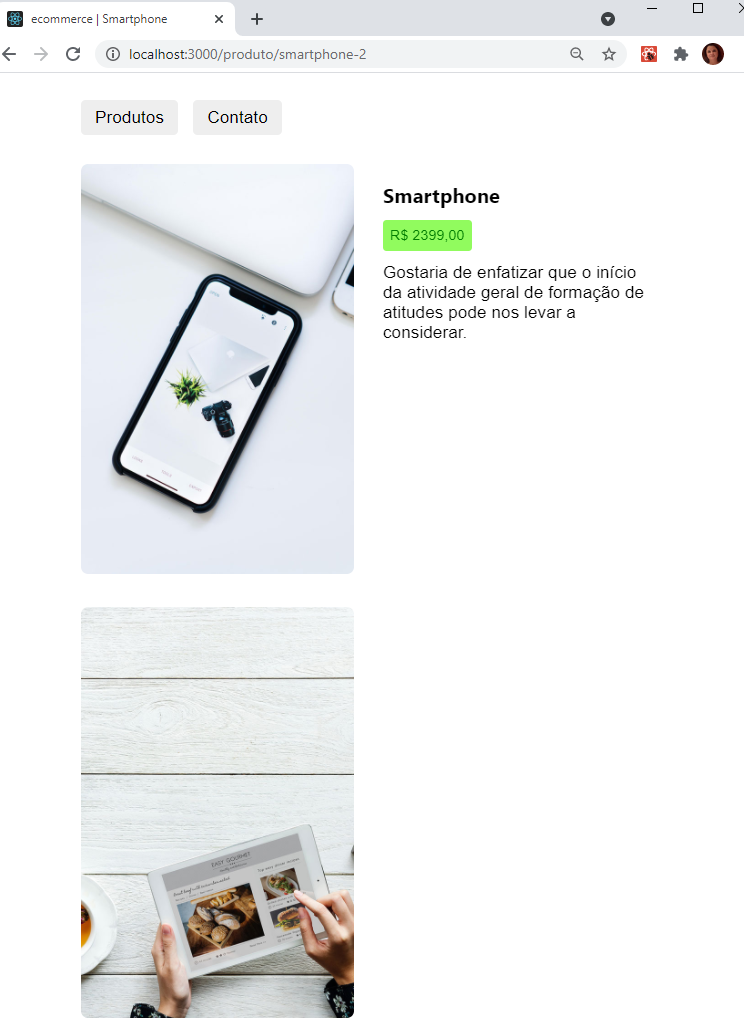 ecommerce | Smartphone
localhost:3000/produto/smartphone-2
Produtos
Contato
Smartphone
R$ 2399,00
Gostaria de enfatizar que o início
da atividade geral de formação de
atitudes pode nos levar a
considerar.
EASY GOURMET